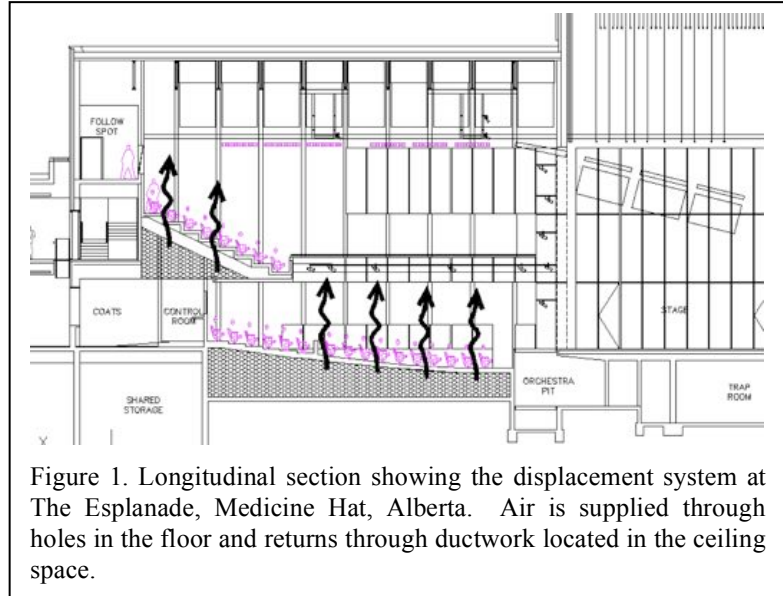 FOLLOW
SPOT
COATS
CONTROL
ROOM
STAGE
ORCHESTRA
PIT
TRAP
ROOM
SHARED
STORAGE
Figure 1. Longitudinal section showing the displacement system at
The Esplanade, Medicine Hat, Alberta. Air is supplied through
holes in the floor and returns through ductwork located in the ceiling
space.